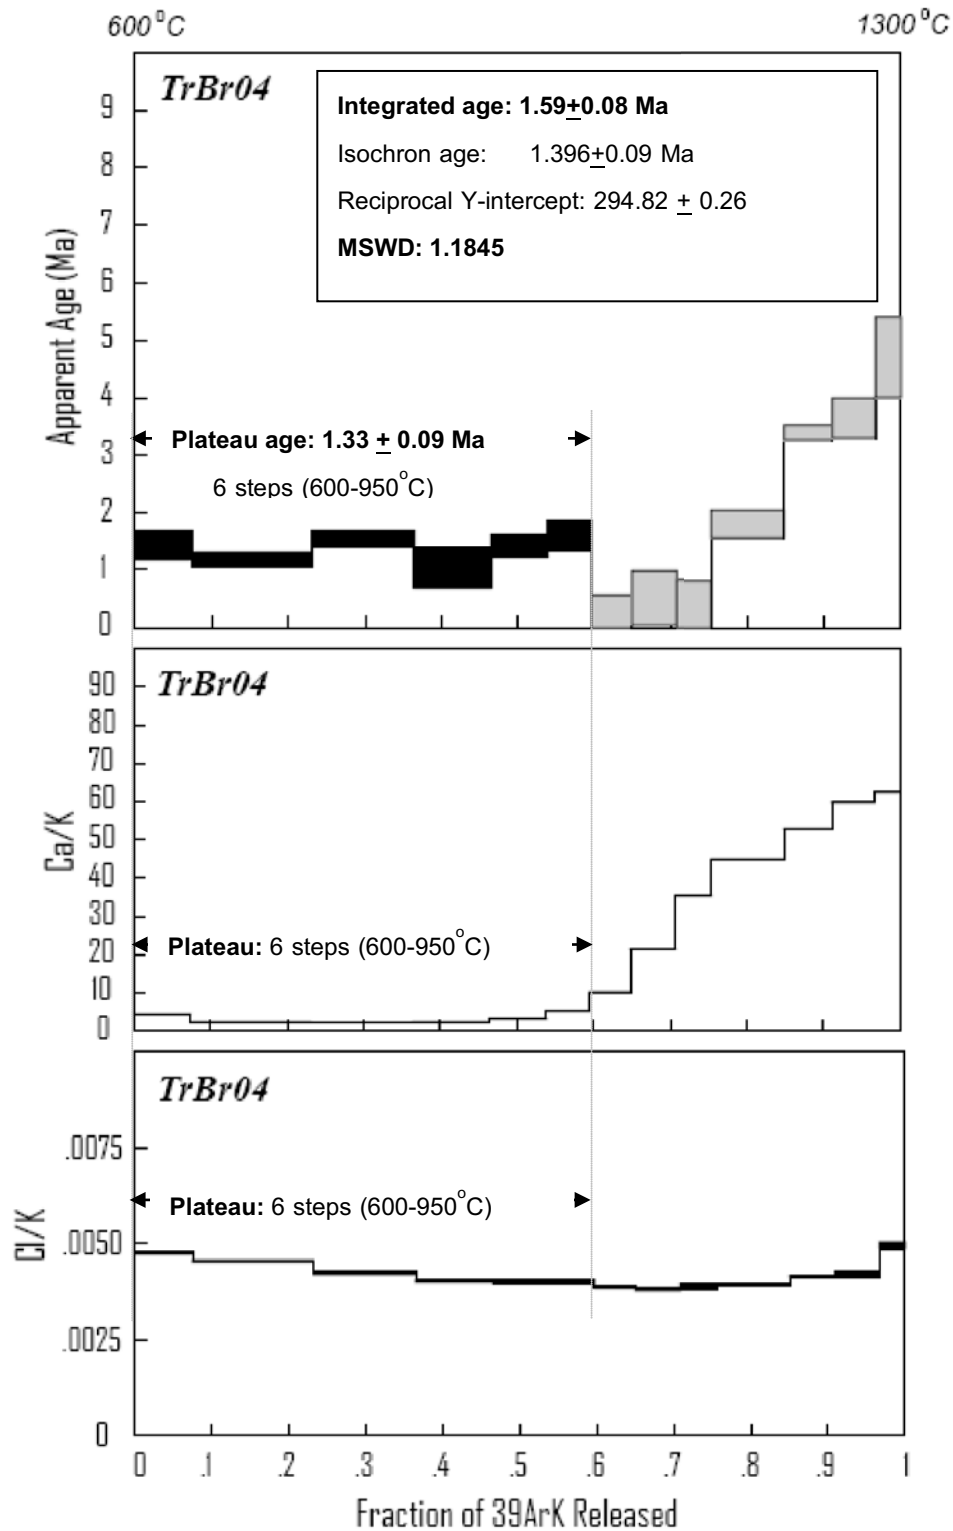 600°C 1300°C
TrBr04
Integrated age: 1.59±0.08 Ma
Isochron age: 1.396±0.09 Ma
Reciprocal Y-intercept: 294.82 ± 0.26
MSWD: 1.1845
9
8
7
6
5
4
3
2
1
0
Apparent Age (Ma)
Plateau age: 1.33 ± 0.09 Ma
6 steps (600-950°C)
TrBr04
90
80
70
60
50
40
30
20
10
0
Ca/K
Plateau: 6 steps (600-950°C)
TrBr04
.0075
.0050
.0025
0
Cl/K
Plateau: 6 steps (600-950°C)
0 .1 .2 .3 .4 .5 .6 .7 .8 .9 1
Fraction of 39ArK Released